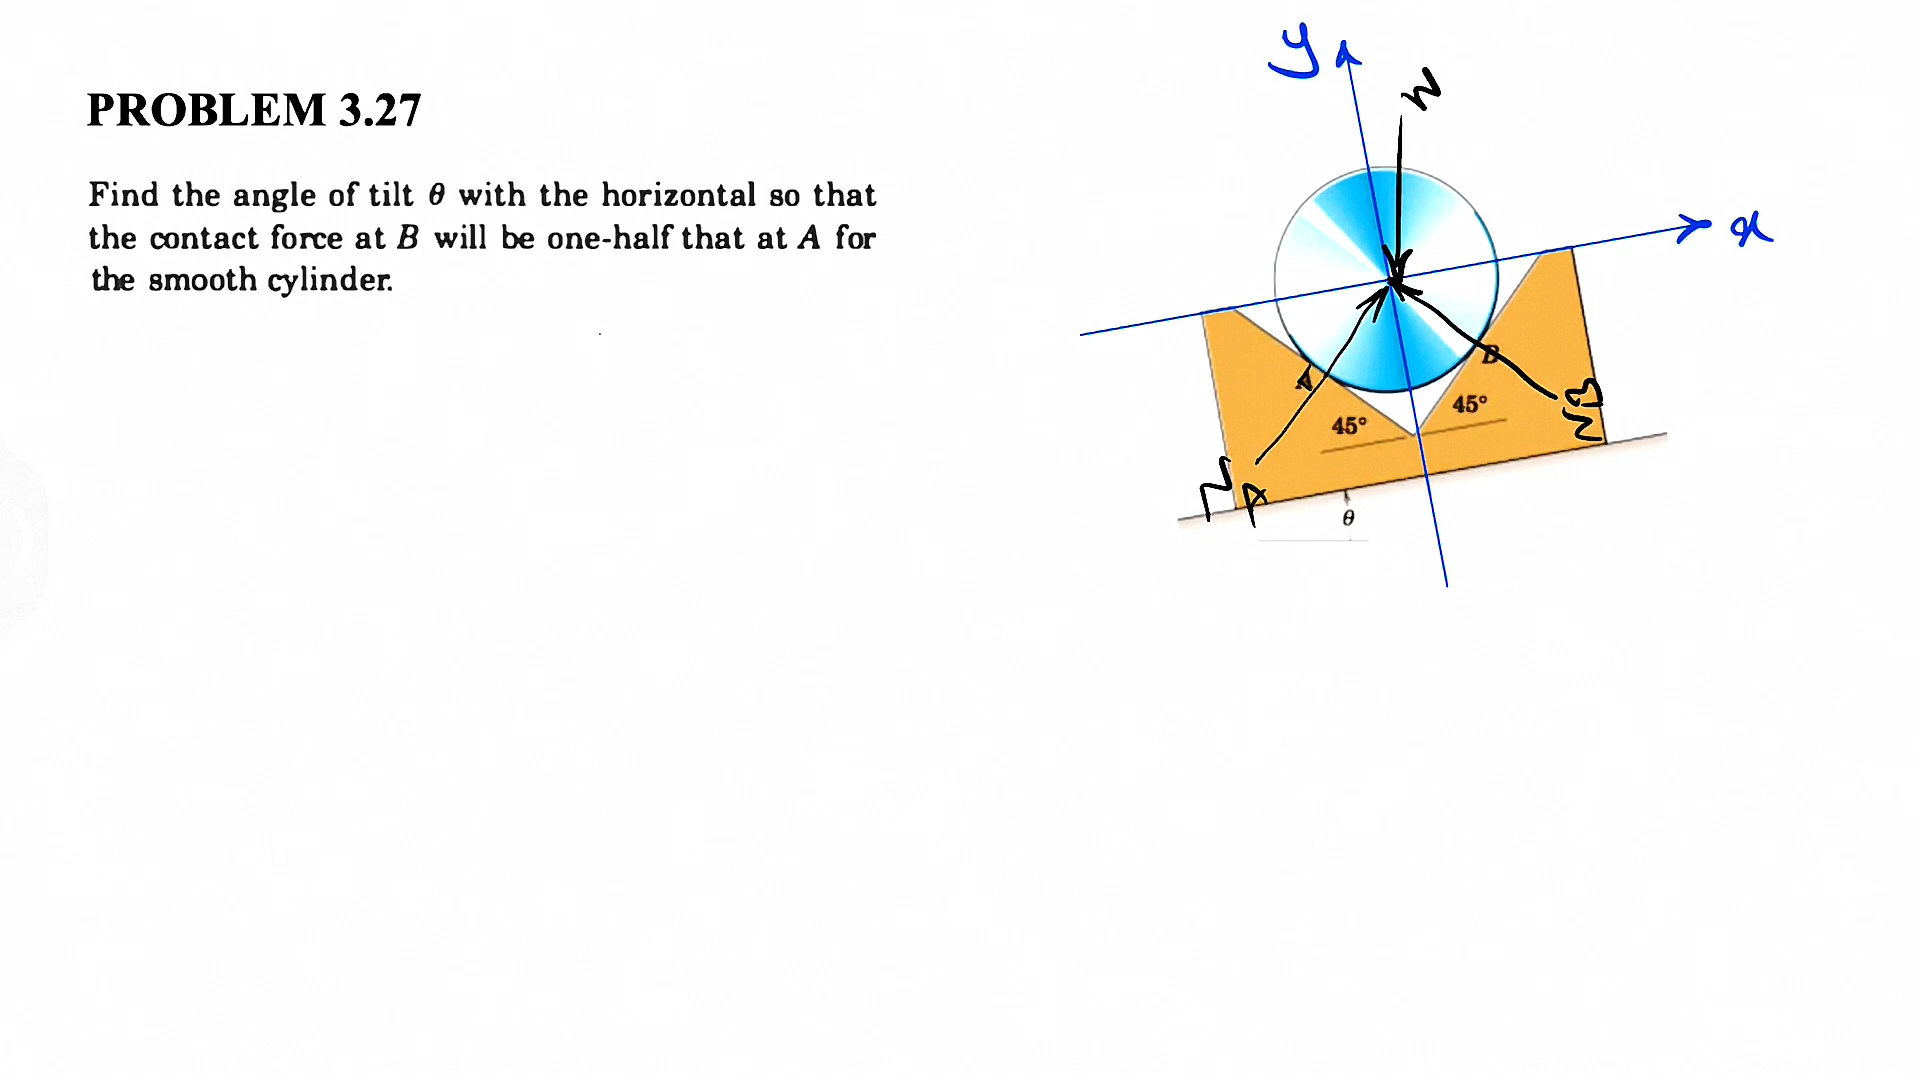 PROBLEM 3.27
Find the angle of tilt θ with the horizontal so that
the contact force at B will be one-half that at A for
the smooth cylinder.
y
W
x
A
B
45°
45°
N_A
N_B
θ